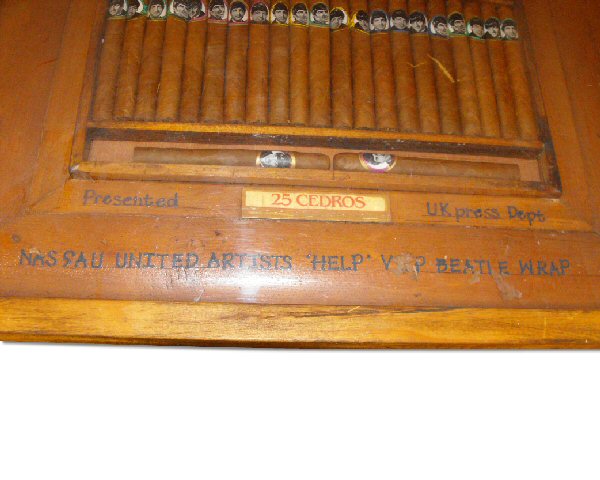 Presented
25 CEDROS
UK press Dept
NASSAU UNITED ARTISTS 'HELP' VIP BEATLE WRAP